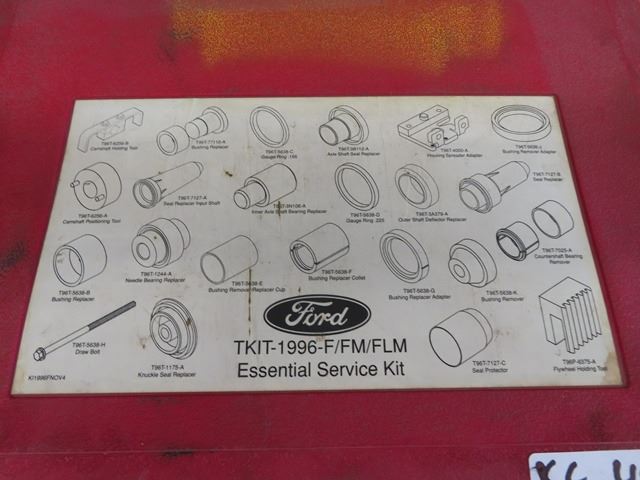 T96T-6256-B
Camshaft Holding Tool
T96T-77110-A
Bushing Replacer
T96T-5638-C
Gauge Ring .195
T96T-38112-A
Axle Shaft Seal Replacer
T96T-4000-A
Housing Spreader Adapter
T96T-5638-J
Bushing Remover Adapter
T96T-6256-A
Camshaft Positioning Tool
T96T-7127-A
Seal Replacer Input Shaft
T96T-3N106-A
Inner Axle Shaft Bearing Replacer
T96T-5638-D
Gauge Ring .225
T96T-3A379-A
Outer Shaft Deflector Replacer
T96T-7127-B
Seal Replacer
T96T-5638-B
Bushing Replacer
T96T-1244-A
Needle Bearing Replacer
T96T-5638-E
Bushing Remover/Replacer Cup
T96T-5638-F
Bushing Replacer Collet
T96T-5638-G
Bushing Replacer Adapter
T96T-5638-K
Bushing Remover
T96T-7025-A
Countershaft Bearing
Remover
T96T-5638-H
Draw Bolt
T96T-1175-A
Knuckle Seal Replacer
Ford
TKIT-1996-F/FM/FLM
Essential Service Kit
T96T-7127-C
Seal Protector
T96P-6375-A
Flywheel Holding Tool
KI1996FNOV4